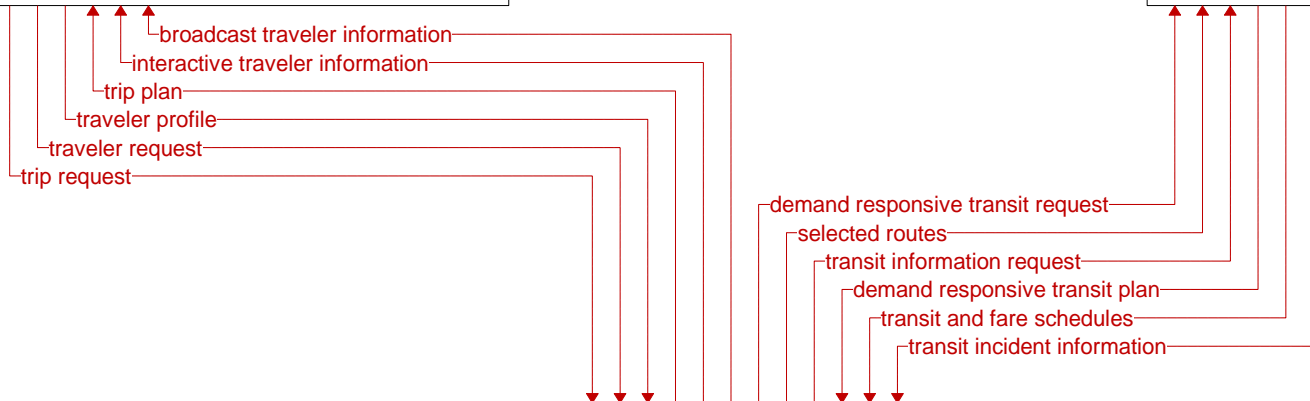 broadcast traveler information
interactive traveler information
trip plan
traveler profile
traveler request
trip request
demand responsive transit request
selected routes
transit information request
demand responsive transit plan
transit and fare schedules
transit incident information